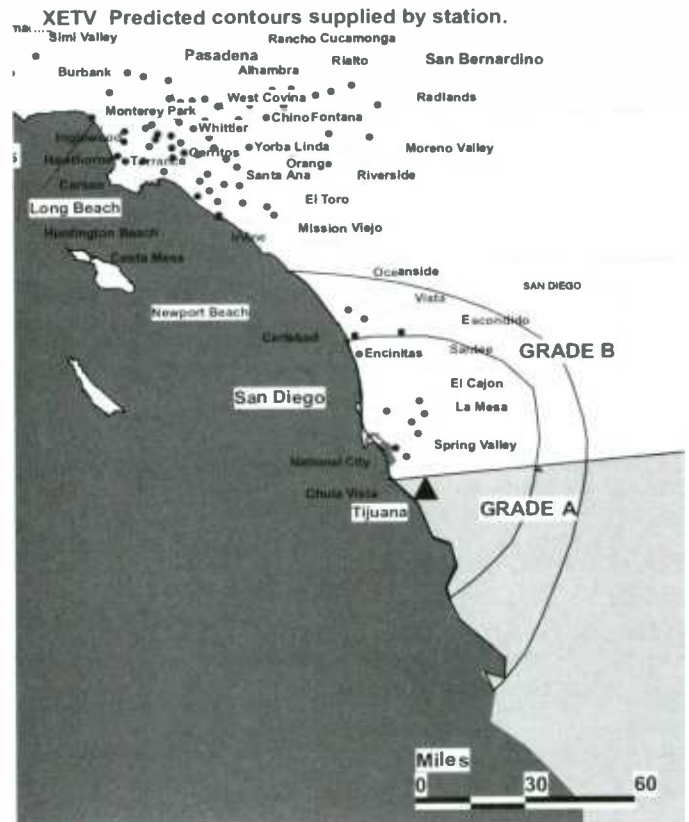 XETV Predicted contours supplied by station.
Simi Valley
Rancho Cucamonga
Pasadena
Rialto
San Bernardino
Burbank
Alhambra
West Covina
Radlands
Monterey Park
Chino Fontana
Whittier
Inglewood
Cerritos
Yorba Linda
Moreno Valley
Hawthorne
Torrance
Orange
Santa Ana
Riverside
Carson
El Toro
Long Beach
Mission Viejo
Huntington Beach
Irvine
Costa Mesa
Oceanside
SAN DIEGO
Vista
Newport Beach
Escondido
Carlsbad
Santee
GRADE B
Encinitas
El Cajon
San Diego
La Mesa
Spring Valley
National City
Chula Vista
GRADE A
Tijuana
Miles
0 30 60